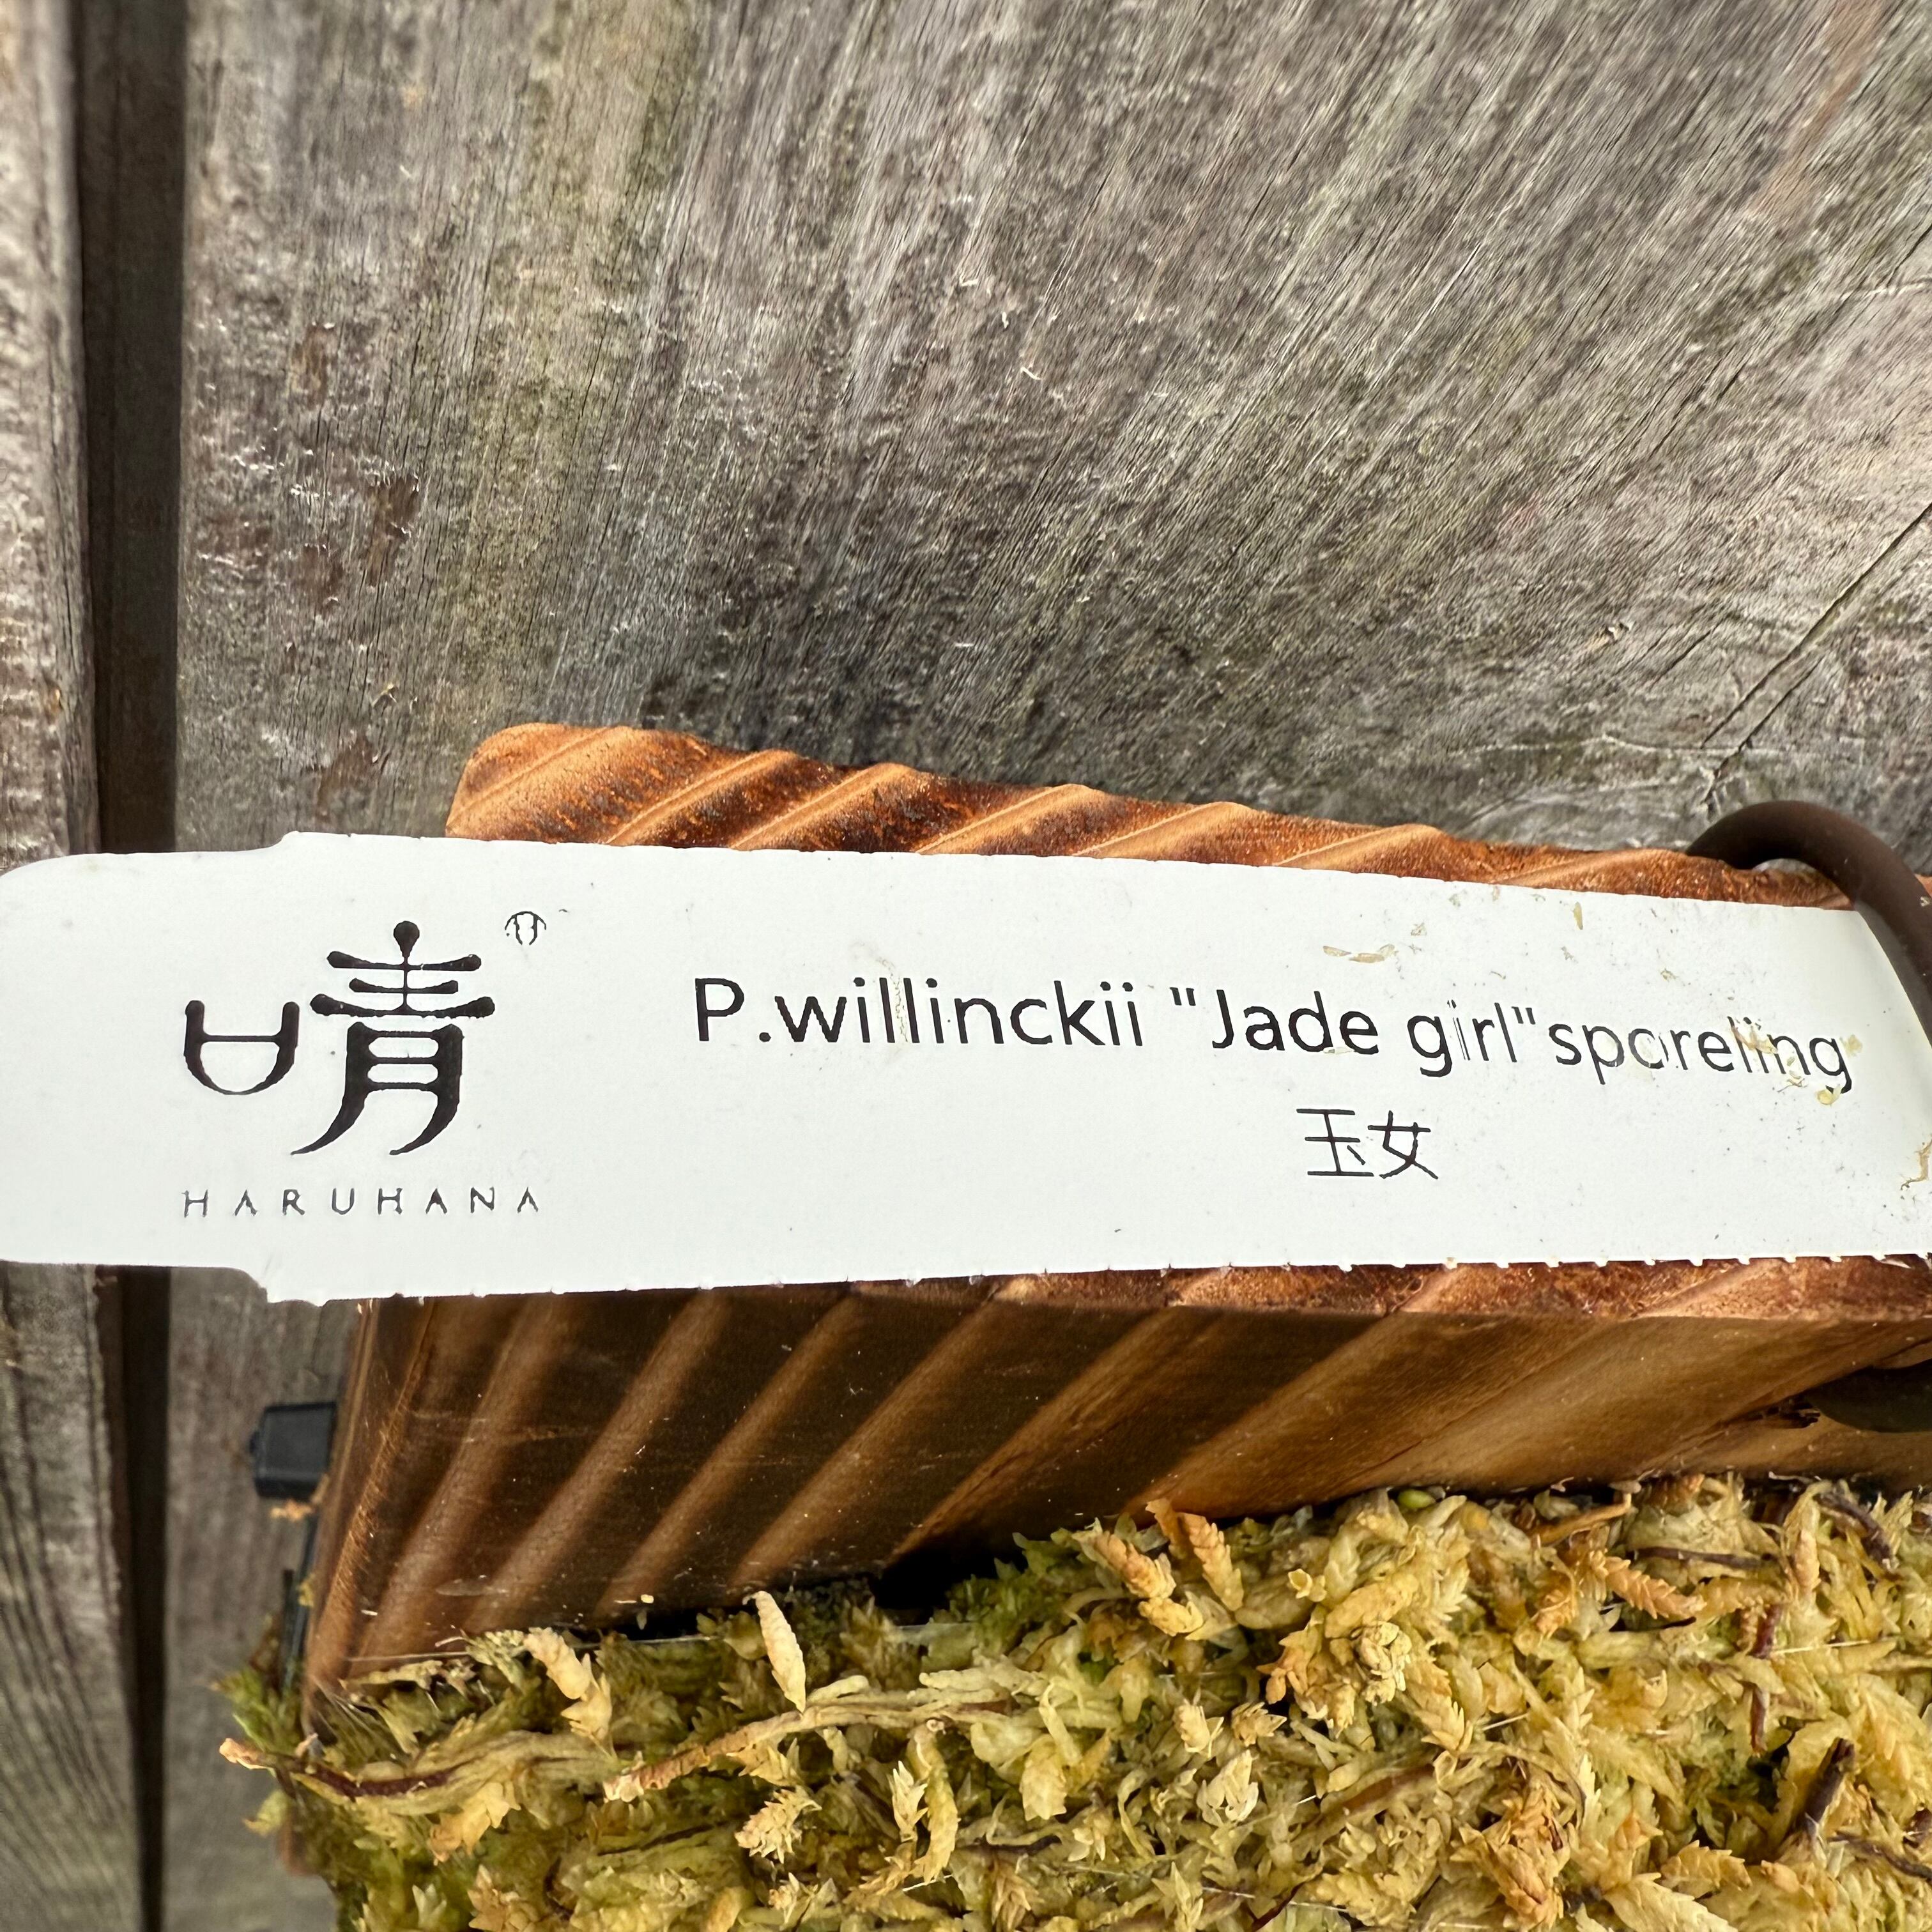 晴
HARUHANA
P.willinckii "Jade girl"sporeling
玉女